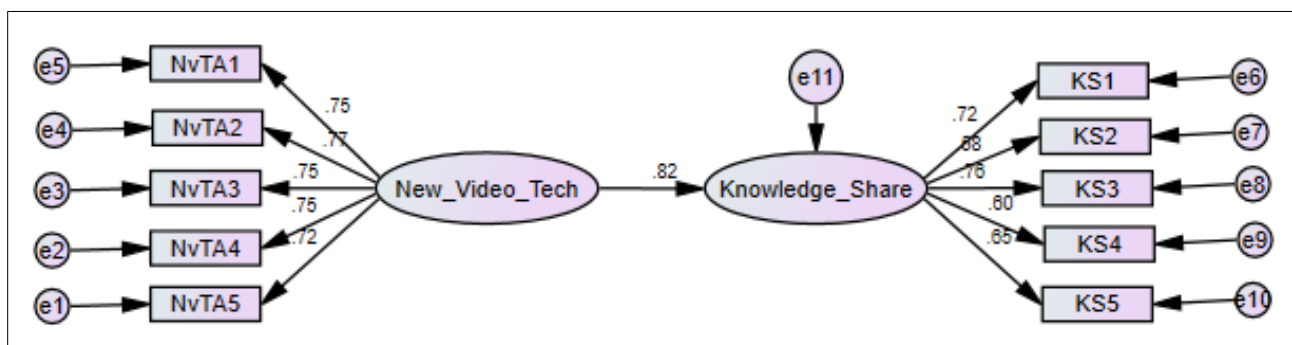 e5 NvTA1
e4 NvTA2
e3 NvTA3
e2 NvTA4
e1 NvTA5
.75
.77
.75
.75
.72
New_Video_Tech
.82
e11
Knowledge_Share
.72
.68
.76
.60
.65
KS1 e6
KS2 e7
KS3 e8
KS4 e9
KS5 e10